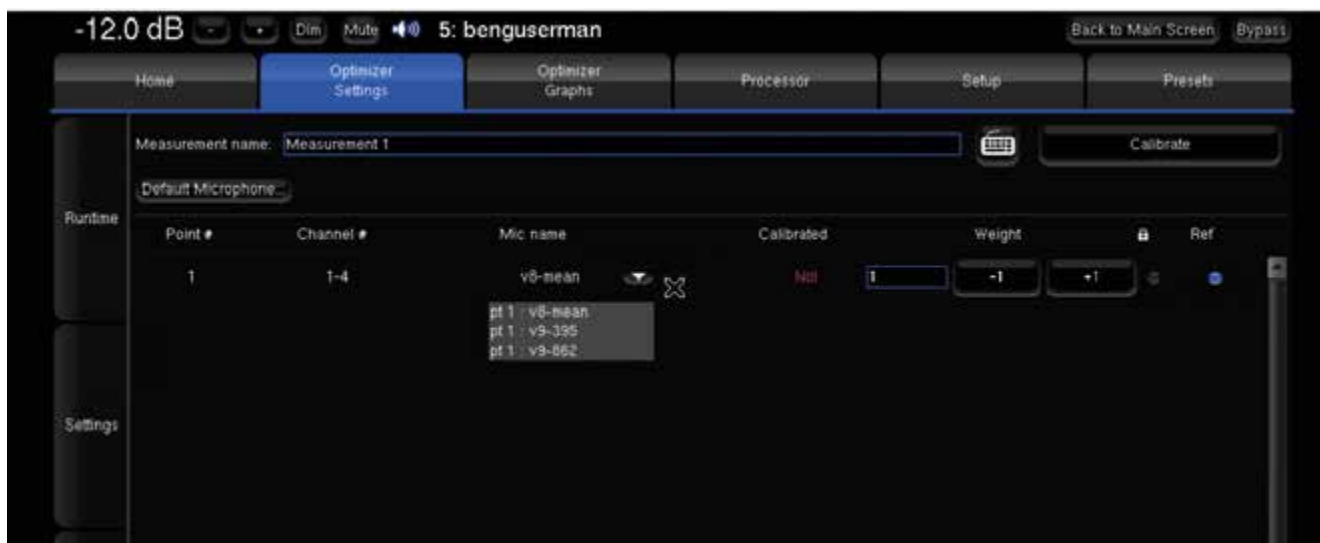 -12.0 dB - + Dim Mute 5: benguserman Back to Main Screen Bypass
Home Optimizer Settings Optimizer Graphs Processor Setup Presets
Measurement name: Measurement 1 Calibrate
Default Microphone...
Runtime
Point # Channel # Mic name Calibrated Weight Ref
1 1-4 v8-mean Not 1 -1 +1
pt 1 : v8-mean
pt 1 : v9-395
pt 1 : v9-862
Settings